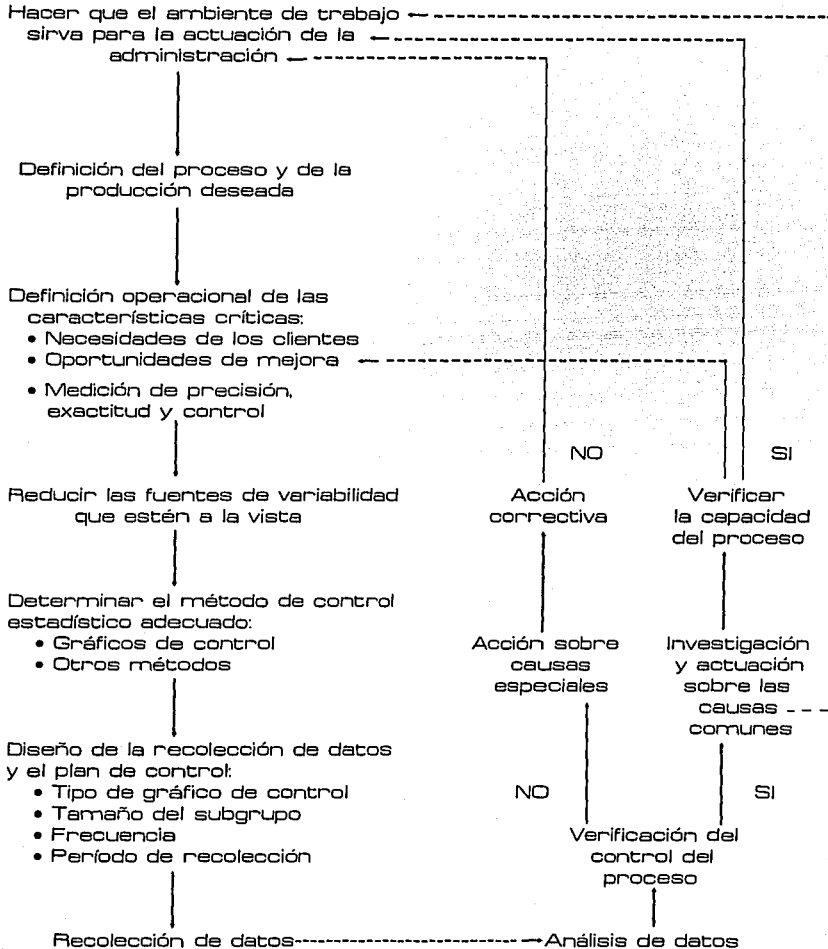 Hacer que el ambiente de trabajo
sirva para la actuación de la
administración
Definición del proceso y de la
producción deseada
Definición operacional de las
características críticas:
• Necesidades de los clientes
• Oportunidades de mejora
• Medición de precisión,
exactitud y control
Reducir las fuentes de variabilidad
que estén a la vista
Determinar el método de control
estadístico adecuado:
• Gráficos de control
• Otros métodos
Diseño de la recolección de datos
y el plan de control:
• Tipo de gráfico de control
• Tamaño del subgrupo
• Frecuencia
• Período de recolección
Recolección de datos
Análisis de datos
Verificación del
control del
proceso
NO
SI
Acción sobre
causas
especiales
Investigación
y actuación
sobre las
causas
comunes
Acción
correctiva
Verificar
la capacidad
del proceso
NO
SI